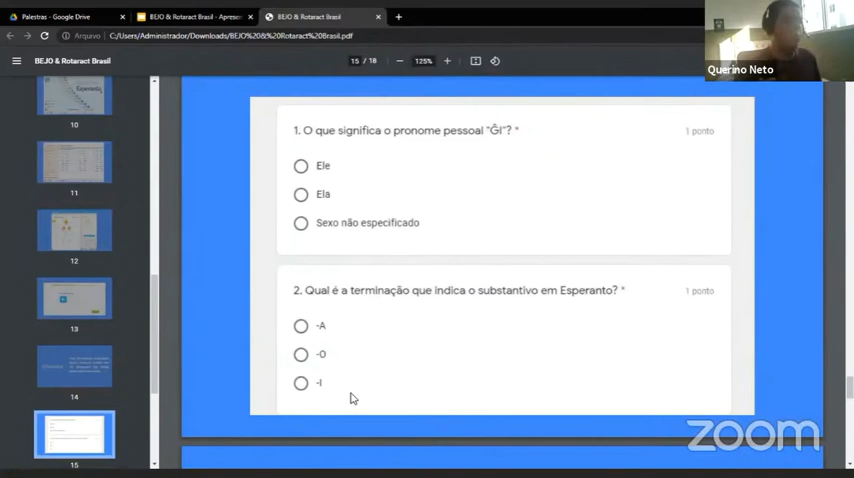 Palestras - Google Drive
BEJO & Rotaract Brasil - Apresen
BEJO & Rotaract Brasil
Arquivo
C:/Users/Administrador/Downloads/BEJO%20&%20Rotaract%20Brasil.pdf
BEJO & Rotaract Brasil
15 / 18
125%
Querino Neto
10
11
12
13
14
15
1. O que significa o pronome pessoal "ĜI"? *
1 ponto
Ele
Ela
Sexo não especificado
2. Qual é a terminação que indica o substantivo em Esperanto? *
1 ponto
-A
-O
-I
zoom